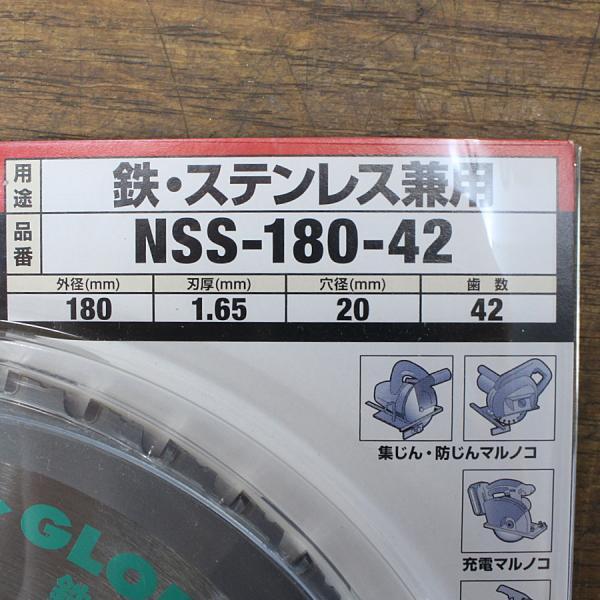 用途 鉄・ステンレス兼用
品番 NSS-180-42
外径(mm) 刃厚(mm) 穴径(mm) 歯数
180 1.65 20 42
集じん・防じんマルノコ
充電マルノコ
鉄